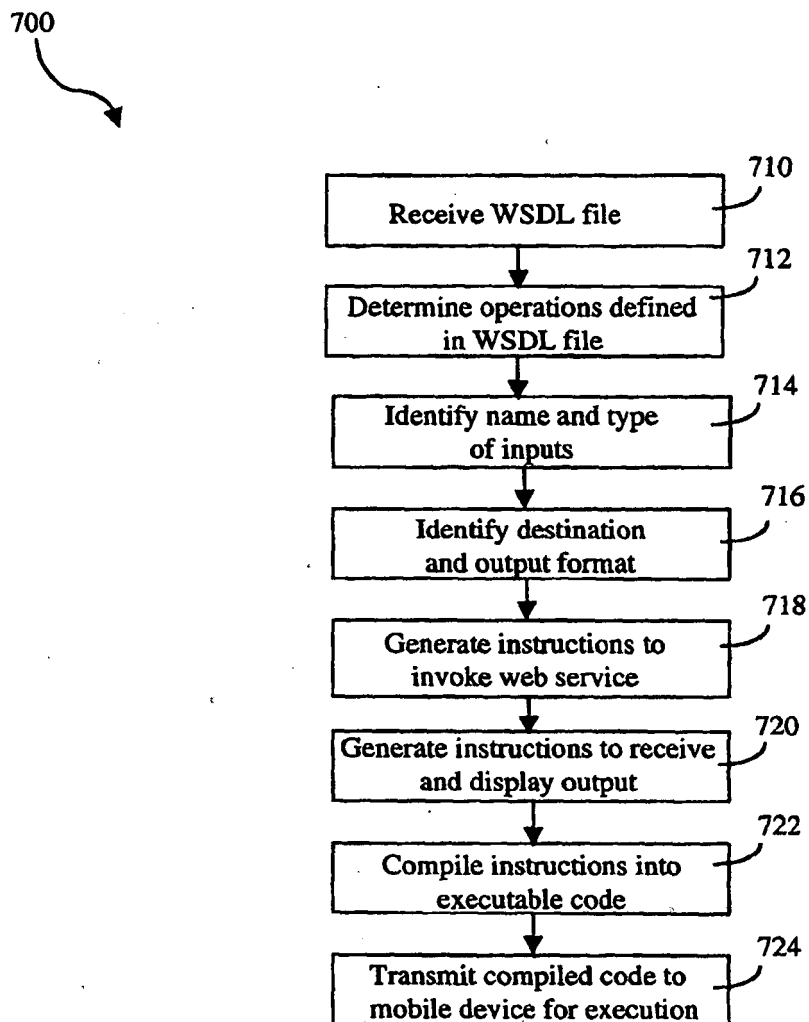 700
710
Receive WSDL file
712
Determine operations defined
in WSDL file
714
Identify name and type
of inputs
716
Identify destination
and output format
718
Generate instructions to
invoke web service
720
Generate instructions to receive
and display output
722
Compile instructions into
executable code
724
Transmit compiled code to
mobile device for execution